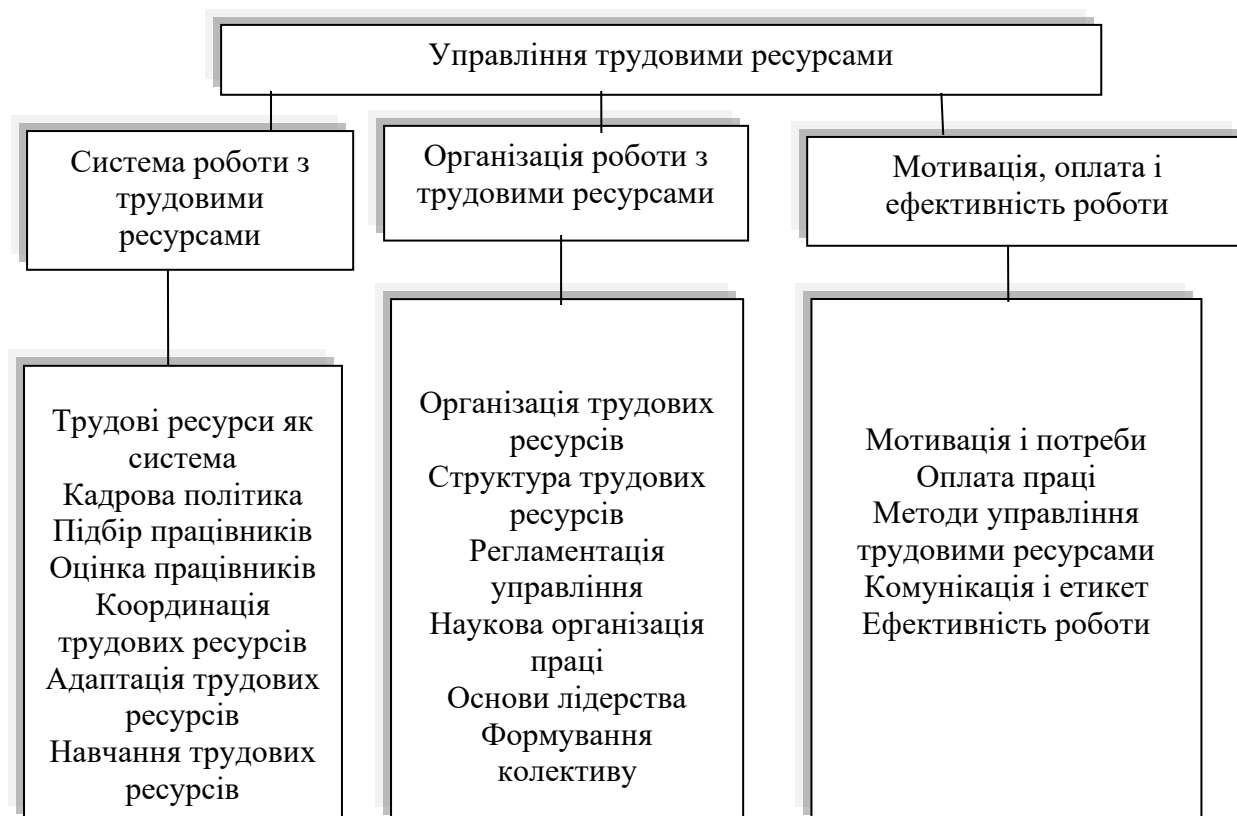 Управління трудовими ресурсами
Система роботи з
трудовими
ресурсами
Організація роботи з
трудовими ресурсами
Мотивація, оплата і
ефективність роботи
Трудові ресурси як
система
Кадрова політика
Підбір працівників
Оцінка працівників
Координація
трудових ресурсів
Адаптація трудових
ресурсів
Навчання трудових
ресурсів
Організація трудових
ресурсів
Структура трудових
ресурсів
Регламентація
управління
Наукова організація
праці
Основи лідерства
Формування
колективу
Мотивація і потреби
Оплата праці
Методи управління
трудовими ресурсами
Комунікація і етикет
Ефективність роботи